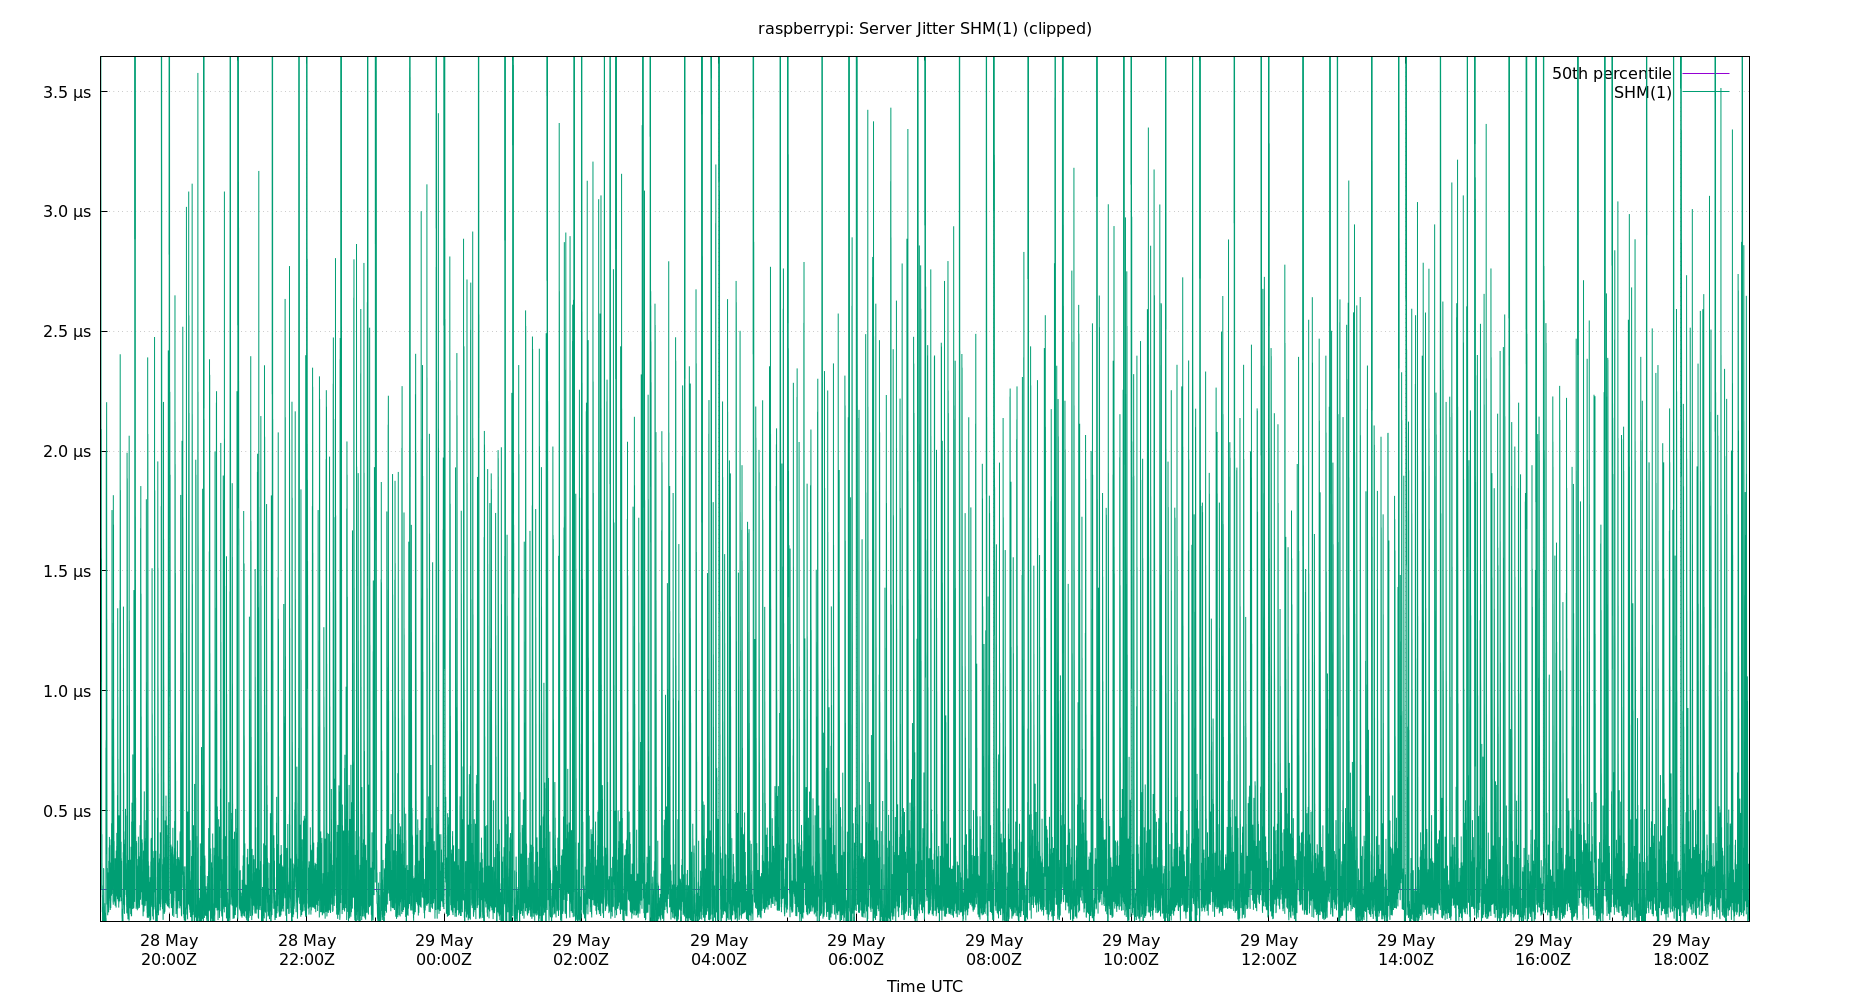 raspberrypi: Server Jitter SHM(1) (clipped)
50th percentile
SHM(1)
3.5 µs
3.0 µs
2.5 µs
2.0 µs
1.5 µs
1.0 µs
0.5 µs
28 May 28 May 29 May 29 May 29 May 29 May 29 May 29 May 29 May 29 May 29 May 29 May
20:00Z 22:00Z 00:00Z 02:00Z 04:00Z 06:00Z 08:00Z 10:00Z 12:00Z 14:00Z 16:00Z 18:00Z
Time UTC